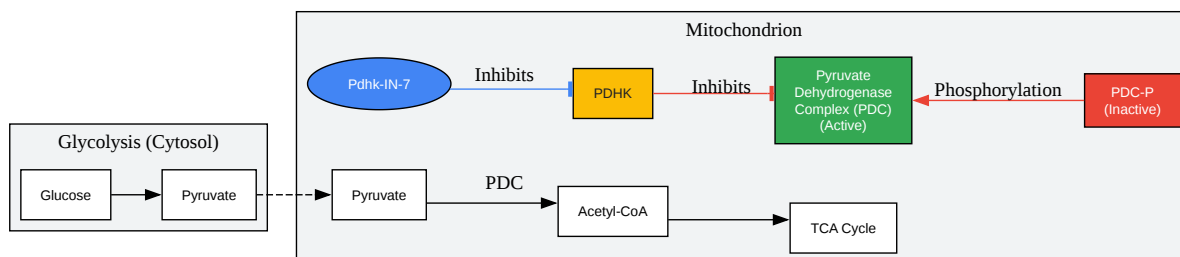 Mitochondrion
Pdhk-IN-7
Inhibits
PDHK
Inhibits
Pyruvate
Dehydrogenase
Complex (PDC)
(Active)
Phosphorylation
PDC-P
(Inactive)
Glycolysis (Cytosol)
Glucose
Pyruvate
Pyruvate
PDC
Acetyl-CoA
TCA Cycle